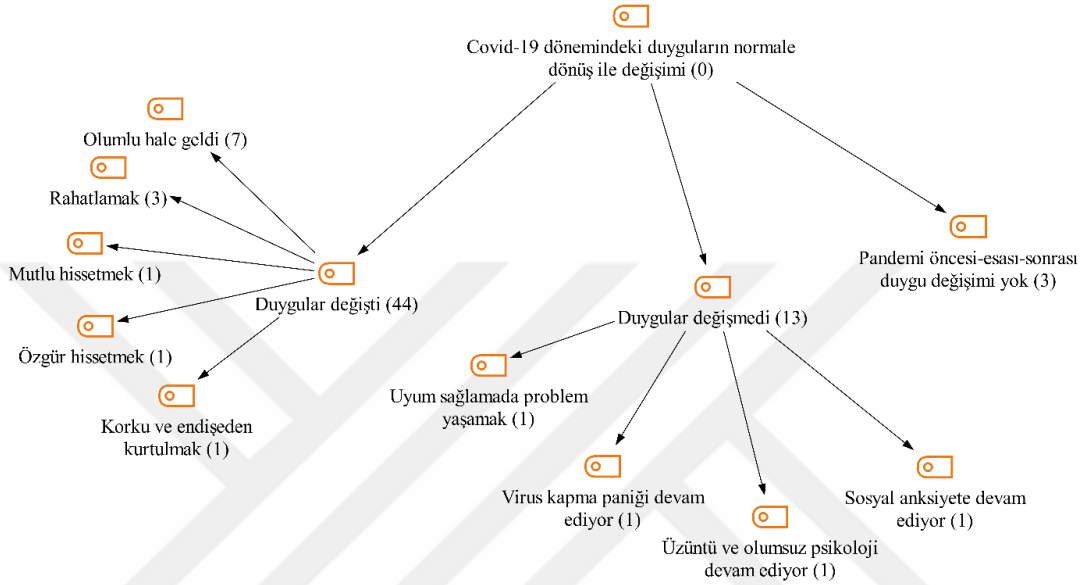 Covid-19 dönemindeki duyguların normale
dönüş ile değişimi (0)
Olumlu hale geldi (7)
Rahatlamak (3)
Mutlu hissetmek (1)
Özgür hissetmek (1)
Korku ve endişeden
kurtulmak (1)
Duygular değişti (44)
Duygular değişmedi (13)
Pandemi öncesi-esası-sonrası
duygu değişimi yok (3)
Uyum sağlamada problem
yaşamak (1)
Virus kapma paniği devam
ediyor (1)
Üzüntü ve olumsuz psikoloji
devam ediyor (1)
Sosyal anksiyete devam
ediyor (1)